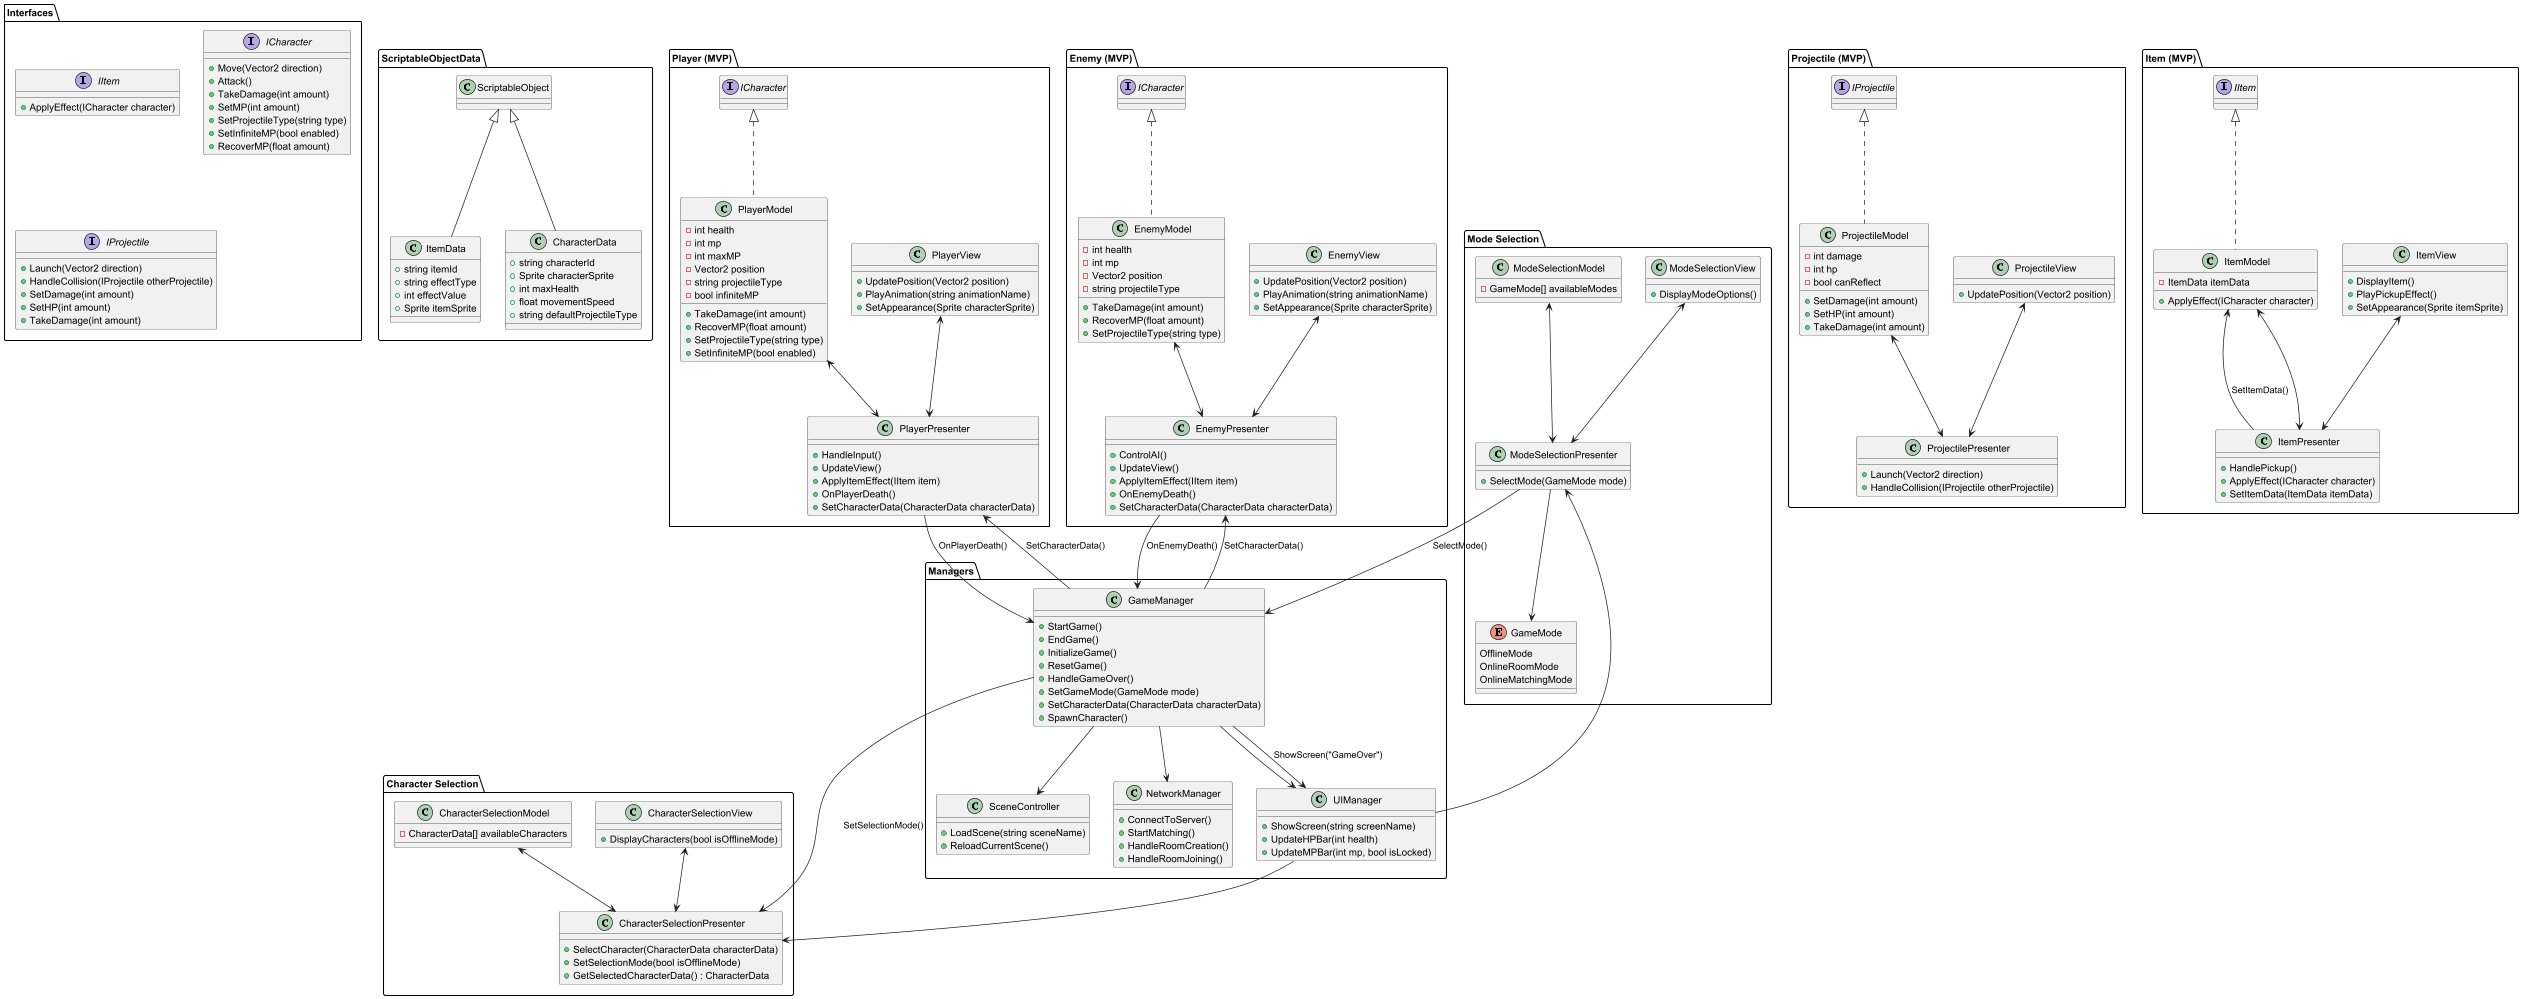 Interfaces
I ICharacter
Move(Vector2 direction)
Attack()
TakeDamage(int amount)
SetMP(int amount)
SetProjectileType(string type)
SetInfiniteMP(bool enabled)
RecoverMP(float amount)
I IItem
ApplyEffect(ICharacter character)
I IProjectile
Launch(Vector2 direction)
HandleCollision(IProjectile otherProjectile)
SetDamage(int amount)
SetHP(int amount)
TakeDamage(int amount)
ScriptableObjectData
C ScriptableObject
C ItemData
string itemId
string effectType
int effectValue
Sprite itemSprite
C CharacterData
string characterId
Sprite characterSprite
int maxHealth
float movementSpeed
string defaultProjectileType
Player (MVP)
I ICharacter
C PlayerModel
int health
int mp
int maxMP
Vector2 position
string projectileType
bool infiniteMP
TakeDamage(int amount)
RecoverMP(float amount)
SetProjectileType(string type)
SetInfiniteMP(bool enabled)
C PlayerView
UpdatePosition(Vector2 position)
PlayAnimation(string animationName)
SetAppearance(Sprite characterSprite)
C PlayerPresenter
HandleInput()
UpdateView()
ApplyItemEffect(IItem item)
OnPlayerDeath()
SetCharacterData(CharacterData characterData)
Enemy (MVP)
I ICharacter
C EnemyModel
int health
int mp
Vector2 position
string projectileType
TakeDamage(int amount)
RecoverMP(float amount)
SetProjectileType(string type)
C EnemyView
UpdatePosition(Vector2 position)
PlayAnimation(string animationName)
SetAppearance(Sprite characterSprite)
C EnemyPresenter
ControlAI()
UpdateView()
ApplyItemEffect(IItem item)
OnEnemyDeath()
SetCharacterData(CharacterData characterData)
Mode Selection
C ModeSelectionModel
GameMode[] availableModes
C ModeSelectionView
DisplayModeOptions()
C ModeSelectionPresenter
SelectMode(GameMode mode)
E GameMode
OfflineMode
OnlineRoomMode
OnlineMatchingMode
Projectile (MVP)
I IProjectile
C ProjectileModel
int damage
int hp
bool canReflect
SetDamage(int amount)
SetHP(int amount)
TakeDamage(int amount)
C ProjectileView
UpdatePosition(Vector2 position)
C ProjectilePresenter
Launch(Vector2 direction)
HandleCollision(IProjectile otherProjectile)
Item (MVP)
I IItem
C ItemModel
ItemData itemData
ApplyEffect(ICharacter character)
C ItemView
DisplayItem()
PlayPickupEffect()
SetAppearance(Sprite itemSprite)
SetItemData()
C ItemPresenter
HandlePickup()
ApplyEffect(ICharacter character)
SetItemData(ItemData itemData)
OnPlayerDeath()
SetCharacterData()
OnEnemyDeath()
SetCharacterData()
SelectMode()
Managers
C GameManager
StartGame()
EndGame()
InitializeGame()
ResetGame()
HandleGameOver()
SetGameMode(GameMode mode)
SetCharacterData(CharacterData characterData)
SpawnCharacter()
ShowScreen("GameOver")
C SceneController
LoadScene(string sceneName)
ReloadCurrentScene()
C NetworkManager
ConnectToServer()
StartMatching()
HandleRoomCreation()
HandleRoomJoining()
C UIManager
ShowScreen(string screenName)
UpdateHPBar(int health)
UpdateMPBar(int mp, bool isLocked)
SetSelectionMode()
Character Selection
C CharacterSelectionModel
CharacterData[] availableCharacters
C CharacterSelectionView
DisplayCharacters(bool isOfflineMode)
C CharacterSelectionPresenter
SelectCharacter(CharacterData characterData)
SetSelectionMode(bool isOfflineMode)
GetSelectedCharacterData() : CharacterData